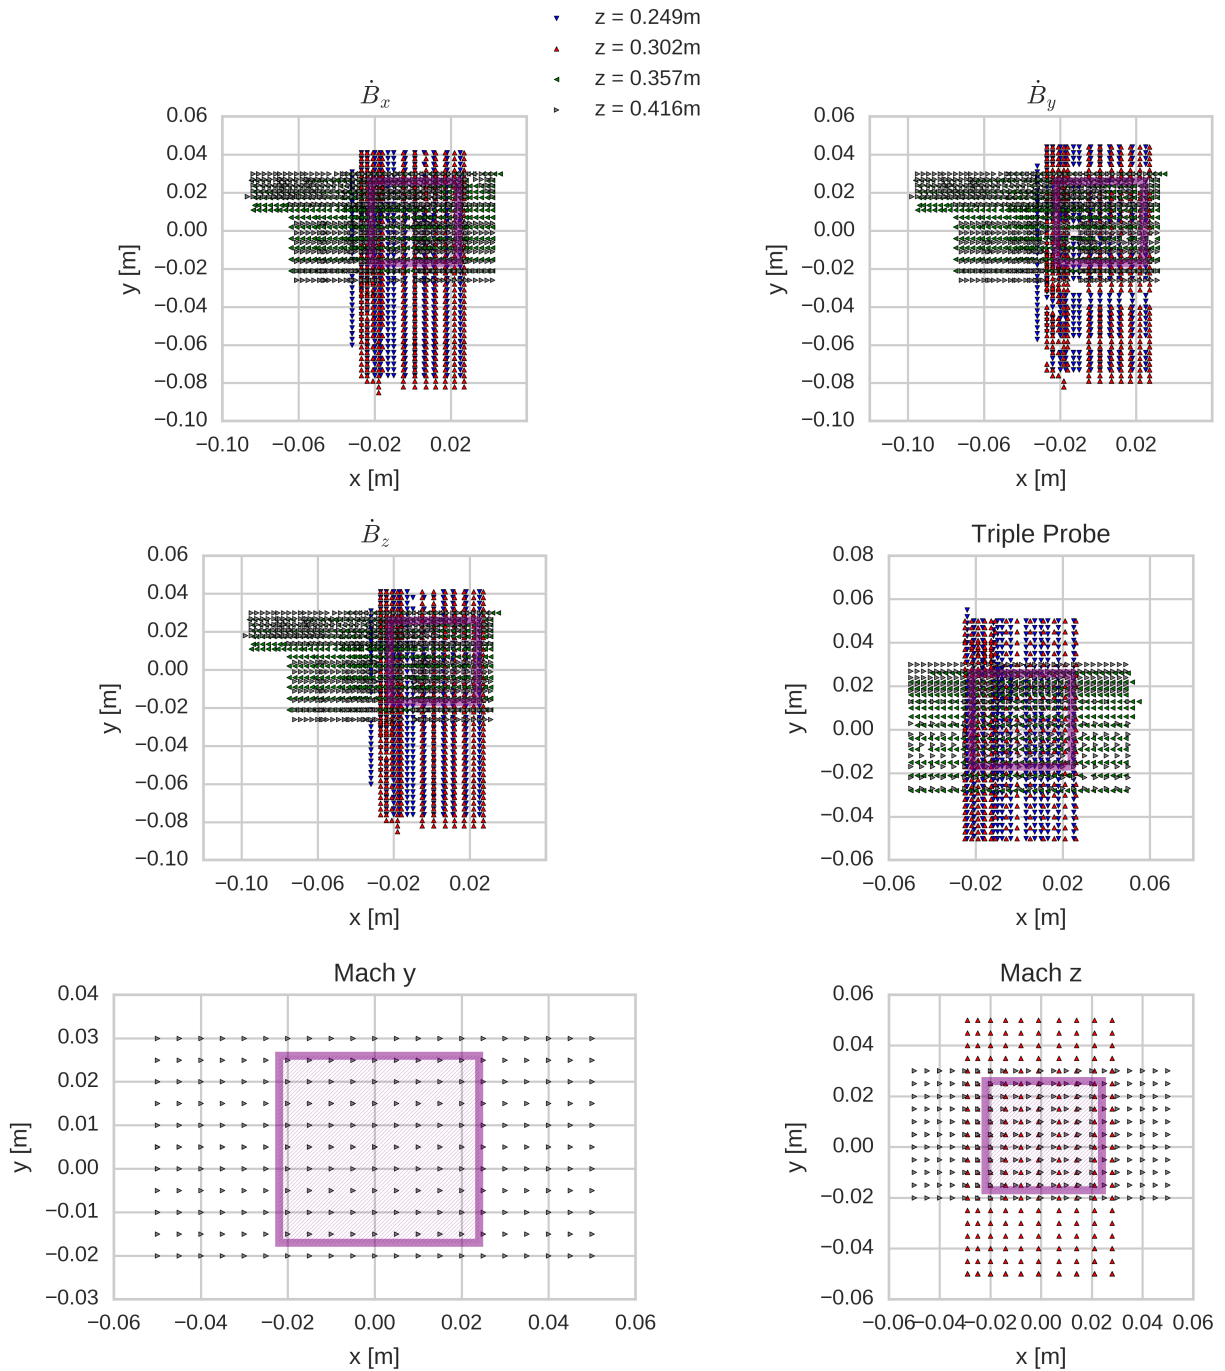 z = 0.249m
z = 0.302m
z = 0.357m
z = 0.416m
Ḃx
0.06
0.04
0.02
0.00
−0.02
−0.04
−0.06
−0.08
−0.10
−0.10 −0.06 −0.02 0.02
x [m]
y [m]
Ḃy
0.06
0.04
0.02
0.00
−0.02
−0.04
−0.06
−0.08
−0.10
−0.10 −0.06 −0.02 0.02
x [m]
y [m]
Ḃz
0.06
0.04
0.02
0.00
−0.02
−0.04
−0.06
−0.08
−0.10
−0.10 −0.06 −0.02 0.02
x [m]
y [m]
Triple Probe
0.08
0.06
0.04
0.02
0.00
−0.02
−0.04
−0.06
−0.06 −0.02 0.02 0.06
x [m]
y [m]
Mach y
0.04
0.03
0.02
0.01
0.00
−0.01
−0.02
−0.03
−0.06 −0.04 −0.02 0.00 0.02 0.04 0.06
x [m]
y [m]
Mach z
0.06
0.04
0.02
0.00
−0.02
−0.04
−0.06
−0.06 −0.04 −0.02 0.00 0.02 0.04 0.06
x [m]
y [m]